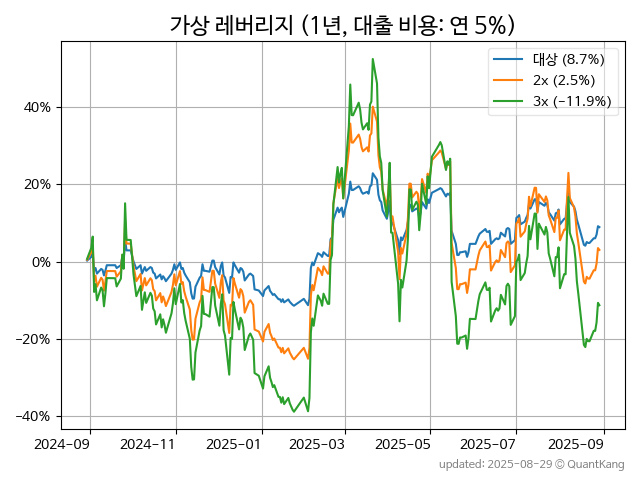 가상 레버리지 (1년, 대출 비용: 연 5%)
대상 (8.7%)
2x (2.5%)
3x (−11.9%)
40%
20%
0%
−20%
−40%
2024-09 2024-11 2025-01 2025-03 2025-05 2025-07 2025-09
updated: 2025-08-29 © QuantKang